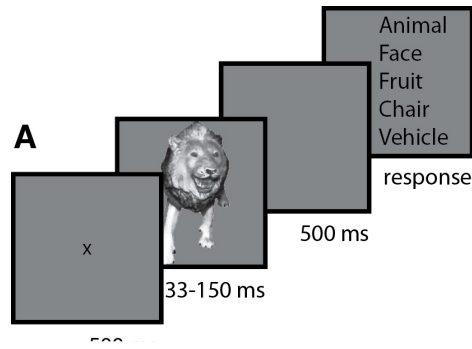 A
x
33-150 ms
500 ms
Animal
Face
Fruit
Chair
Vehicle
response